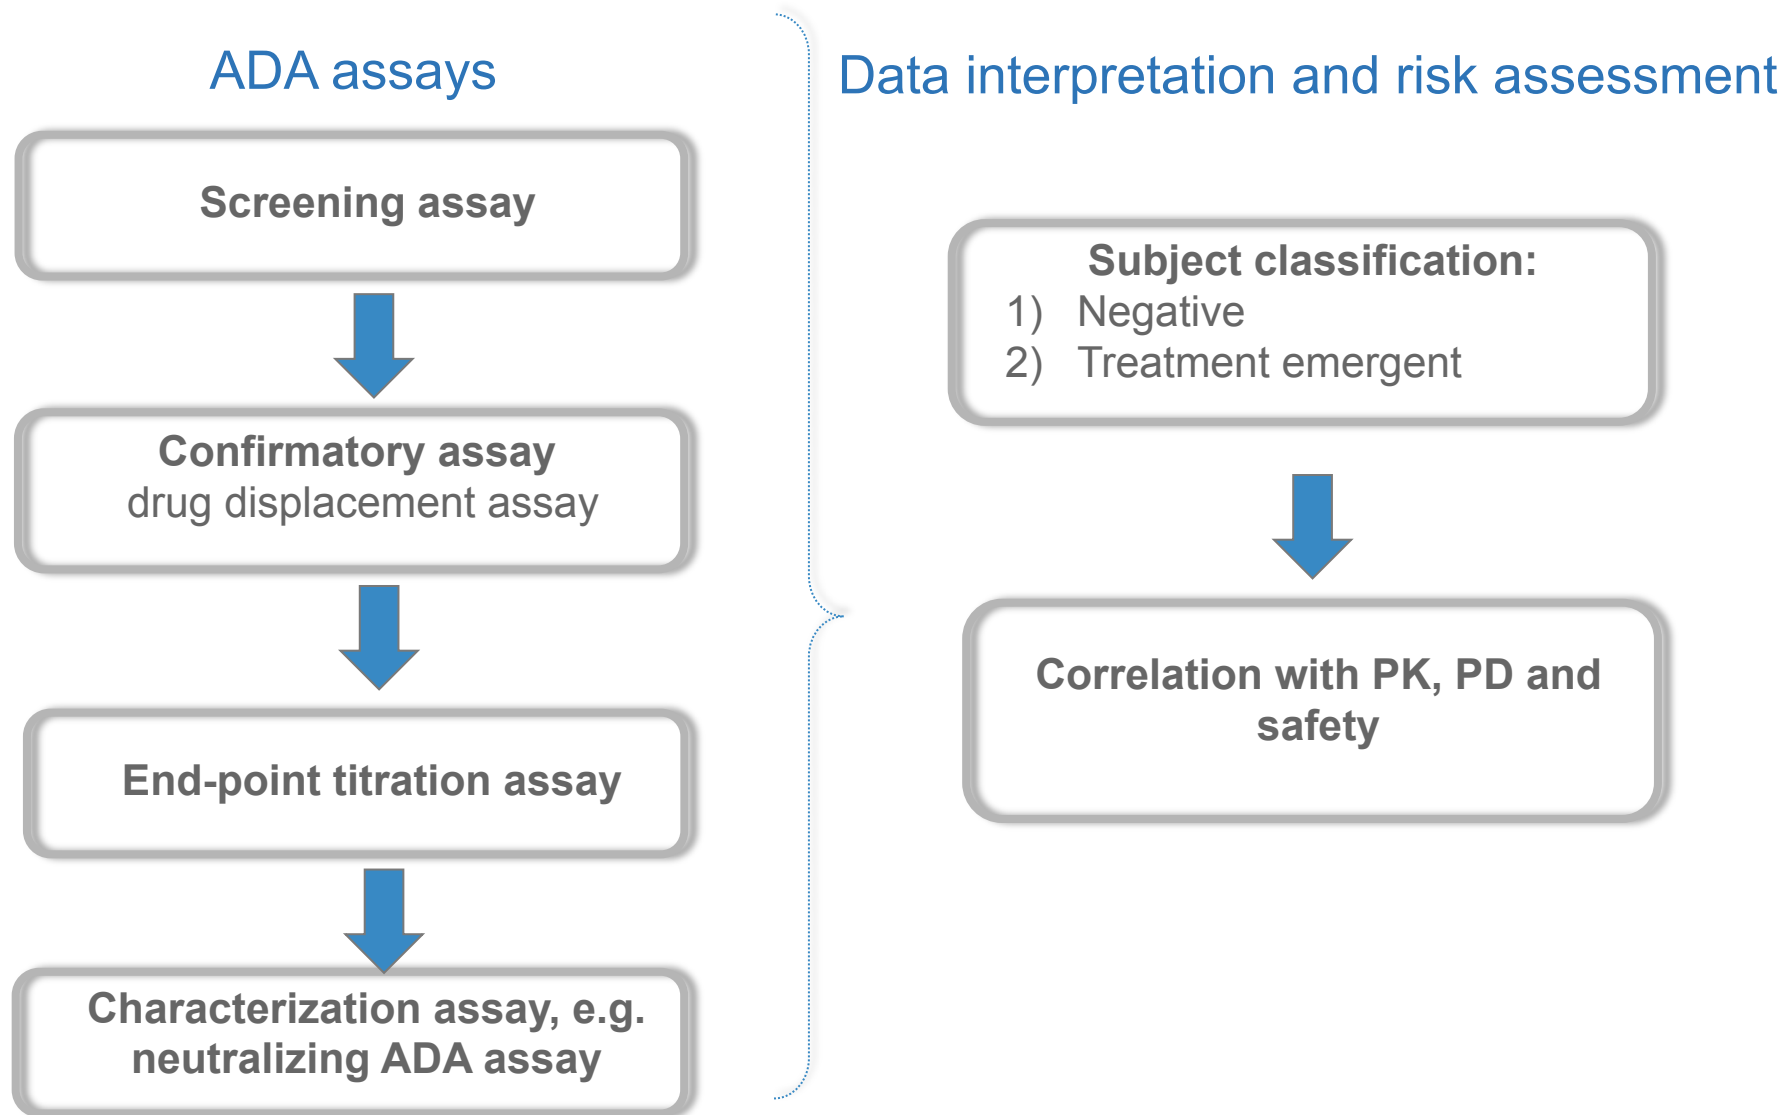 ADA assays
Screening assay
Confirmatory assay
drug displacement assay
End-point titration assay
Characterization assay, e.g.
neutralizing ADA assay
Data interpretation and risk assessment
Subject classification:
1) Negative
2) Treatment emergent
Correlation with PK, PD and
safety